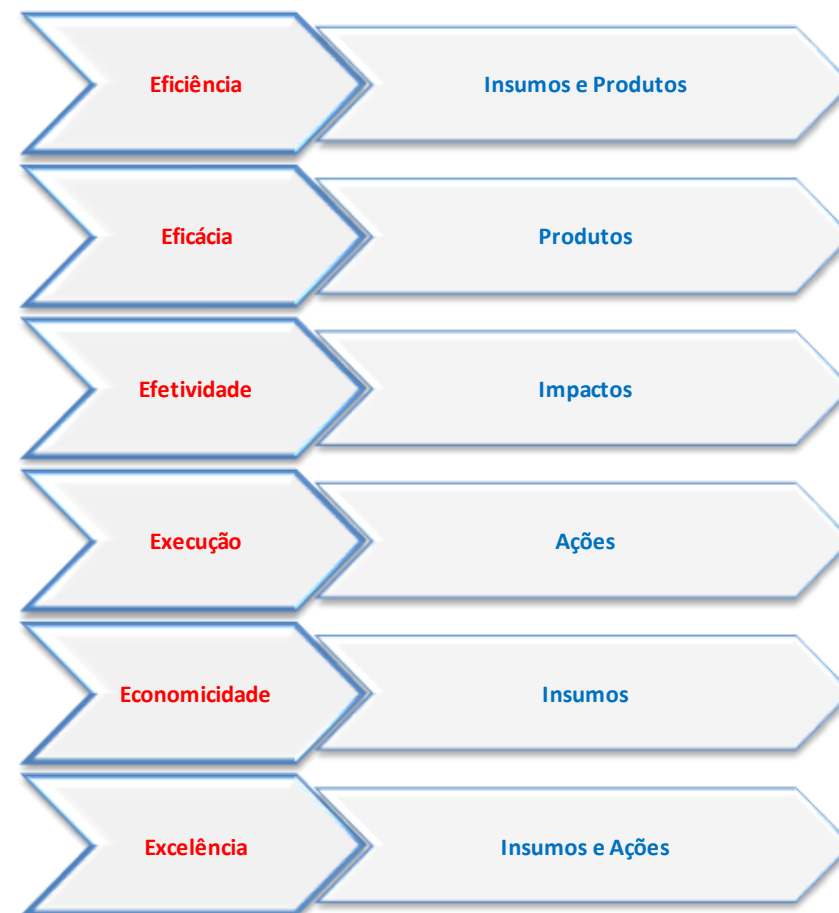 Eficiência
Insumos e Produtos
Eficácia
Produtos
Efetividade
Impactos
Execução
Ações
Economicidade
Insumos
Excelência
Insumos e Ações